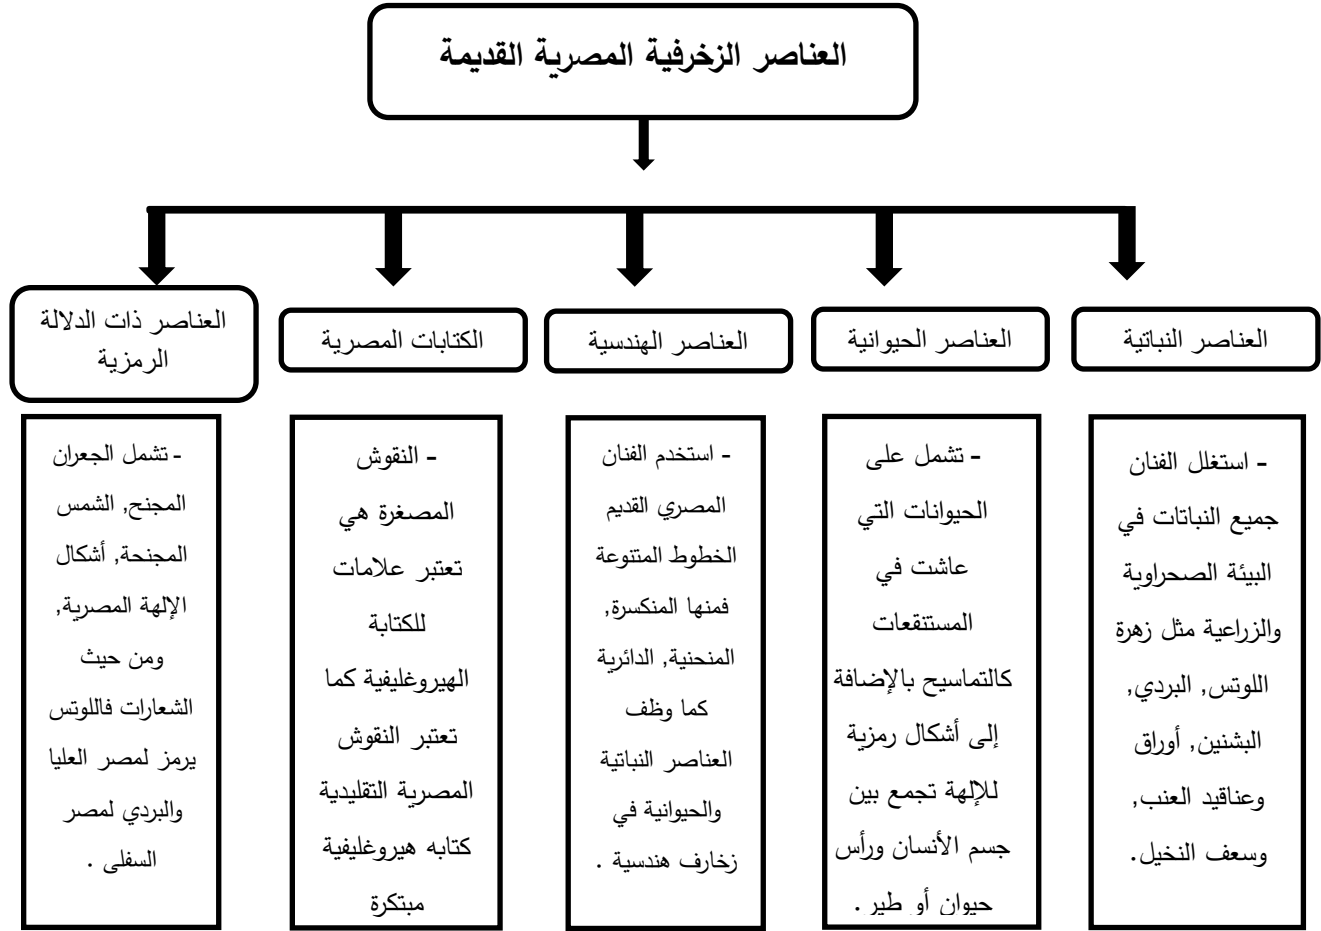 العناصر الزخرفية المصرية القديمة
العناصر النباتية
العناصر الحيوانية
العناصر الهندسية
الكتابات المصرية
العناصر ذات الدلالة
الرمزية
- استغلل الفنان
جميع النباتات في
البيئة الصحراوية
والزراعية مثل زهرة
اللوتس, البردي,
البشنين, أوراق
وعناقيد العنب,
وسعف النخيل.
- تشمل على
الحيوانات التي
عاشت في
المستنقعات
كالتماسيح بالإضافة
إلى أشكال رمزية
للإلهة تجمع بين
جسم الأنسان ورأس
حيوان أو طير.
- استخدم الفنان
المصري القديم
الخطوط المتنوعة
فمنها المنكسرة,
المنحنية, الدائرية
كما وظف
العناصر النباتية
والحيوانية في
زخارف هندسية .
- النقوش
المصغرة هي
تعتبر علامات
للكتابة
الهيروغليفية كما
تعتبر النقوش
المصرية التقليدية
كتابه هيروغليفية
مبتكرة
- تشمل الجعران
المجنح, الشمس
المجنحة, أشكال
الإلهة المصرية,
ومن حيث
الشعارات فاللوتس
يرمز لمصر العليا
والبردي لمصر
السفلى .